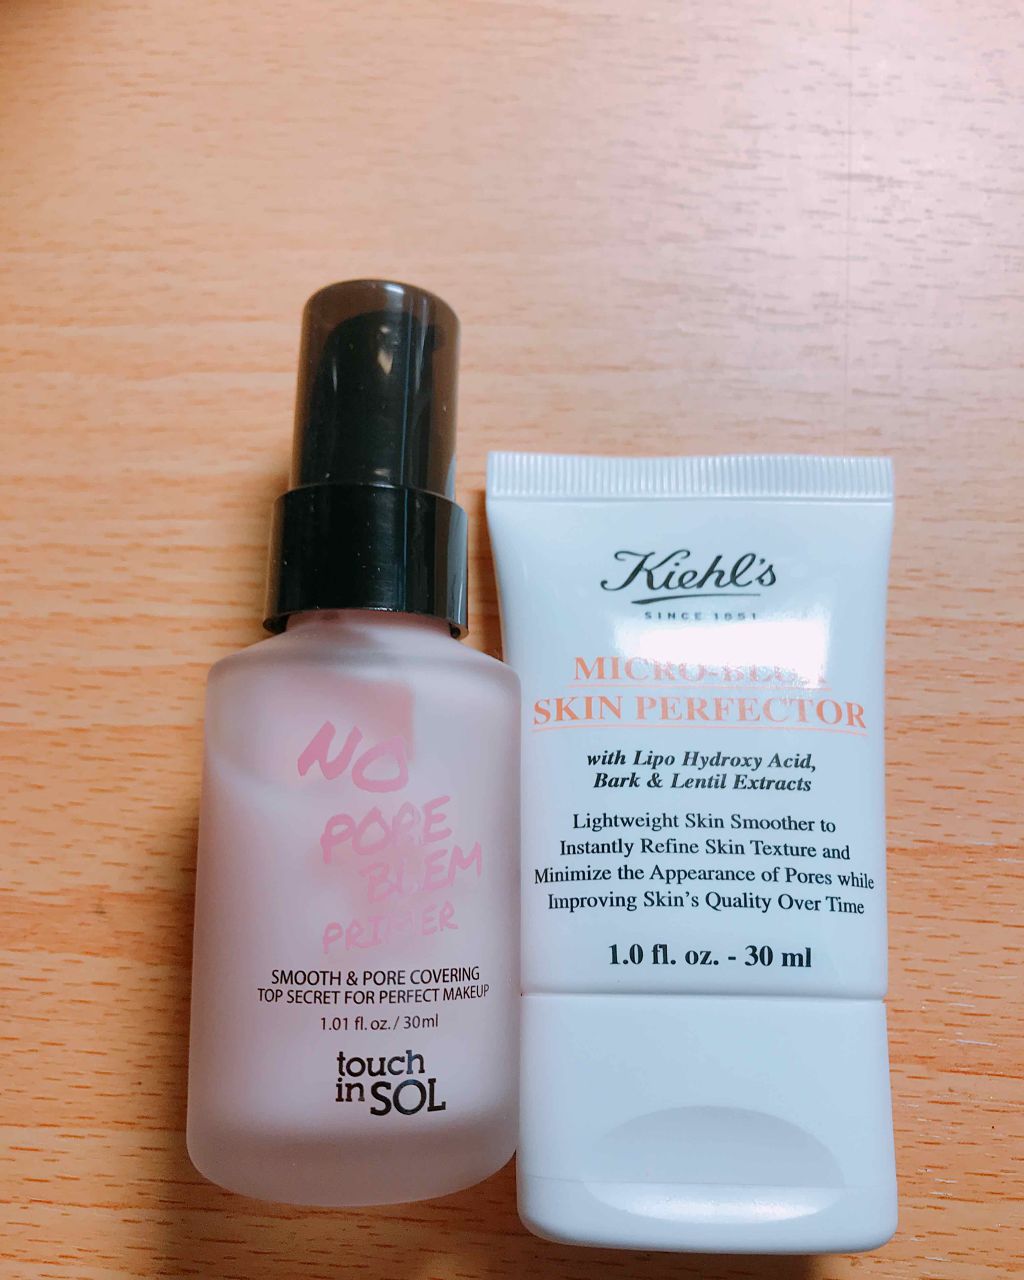 NO
PORE
BLEM
PRIMER
SMOOTH & PORE COVERING
TOP SECRET FOR PERFECT MAKEUP
1.01 fl. oz. / 30ml
touch
in SOL
Kiehl's
SINCE 1851
MICRO-BLUR
SKIN PERFECTOR
with Lipo Hydroxy Acid,
Bark & Lentil Extracts
Lightweight Skin Smoother to
Instantly Refine Skin Texture and
Minimize the Appearance of Pores while
Improving Skin's Quality Over Time
1.0 fl. oz. - 30 ml